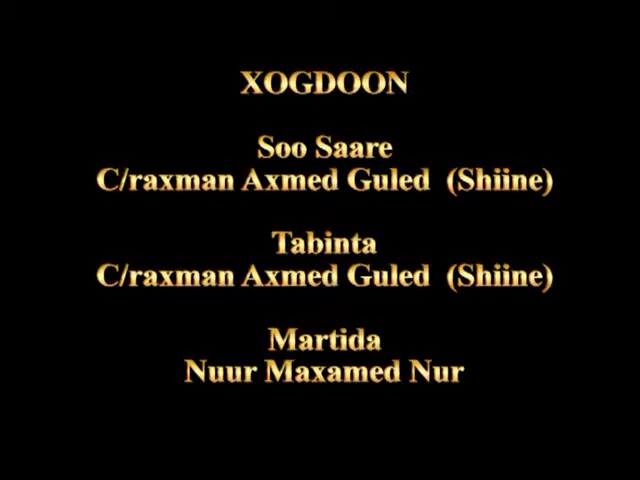 XOGDOON
Soo Saare
C/raxman Axmed Guled (Shiine)
Tabinta
C/raxman Axmed Guled (Shiine)
Martida
Nuur Maxamed Nur